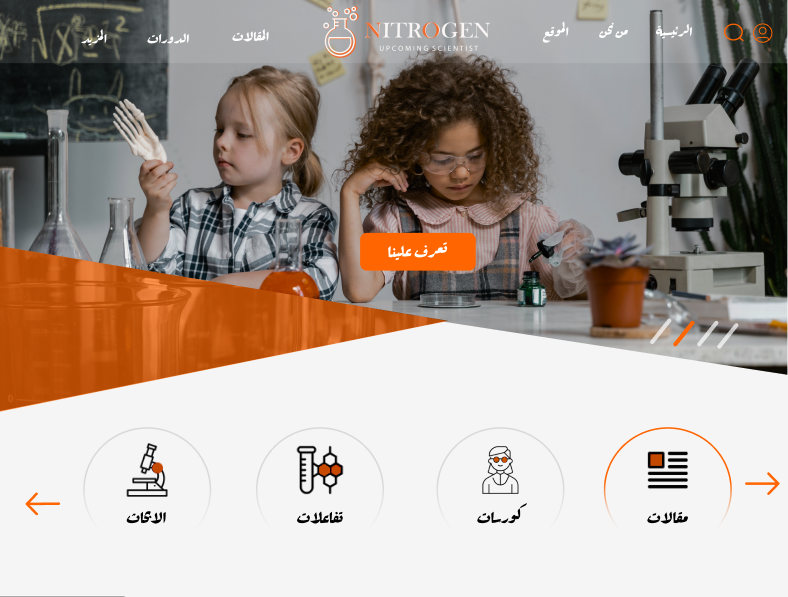 الرئيسية
من نحن
الموقع
NITROGEN
UPCOMING SCIENTIST
المقالات
الدورات
المزيد
تعرف علينا
مقالات
كورسات
تفاعلات
الابحاث